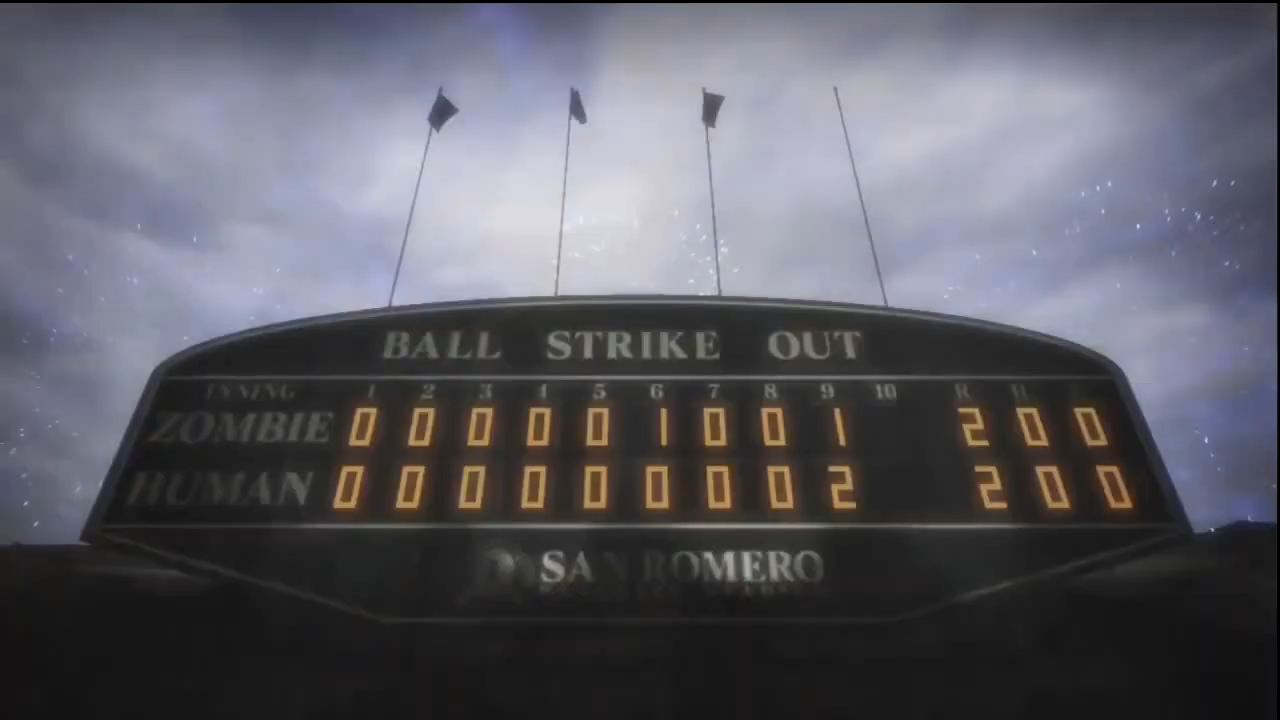 BALL STRIKE OUT
INNING 1 2 3 4 5 6 7 8 9 10 R H
ZOMBIE 0 0 0 0 0 1 0 0 1 2 0 0
HUMAN 0 0 0 0 0 0 0 0 2 2 0 0
SAN ROMERO